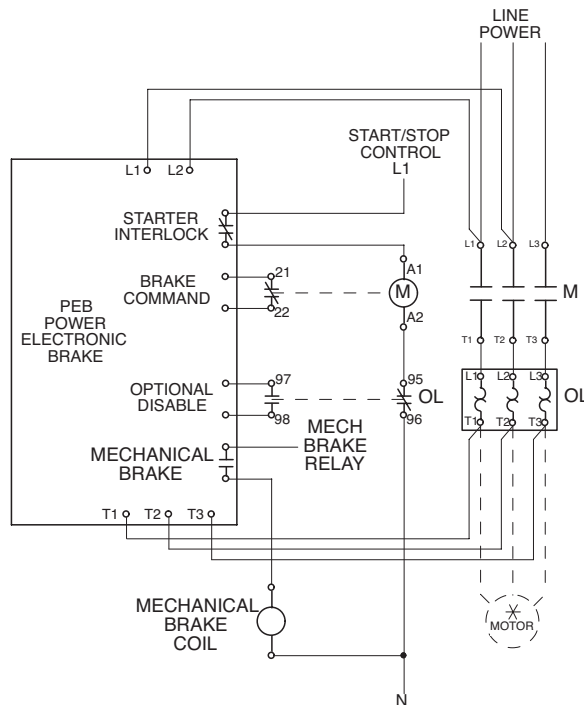 LINE
POWER
START/STOP
CONTROL
L1
L1 L2
STARTER
INTERLOCK
L1 L2 L3
A1
21
BRAKE
COMMAND
M
M
22
A2
PEB
POWER
ELECTRONIC
BRAKE
T1 T2 T3
97
95
L1 L2 L3
OPTIONAL
DISABLE
OL
OL
98
96
T1 T2 T3
MECH
BRAKE
RELAY
MECHANICAL
BRAKE
T1 T2 T3
MECHANICAL
BRAKE
COIL
MOTOR
N